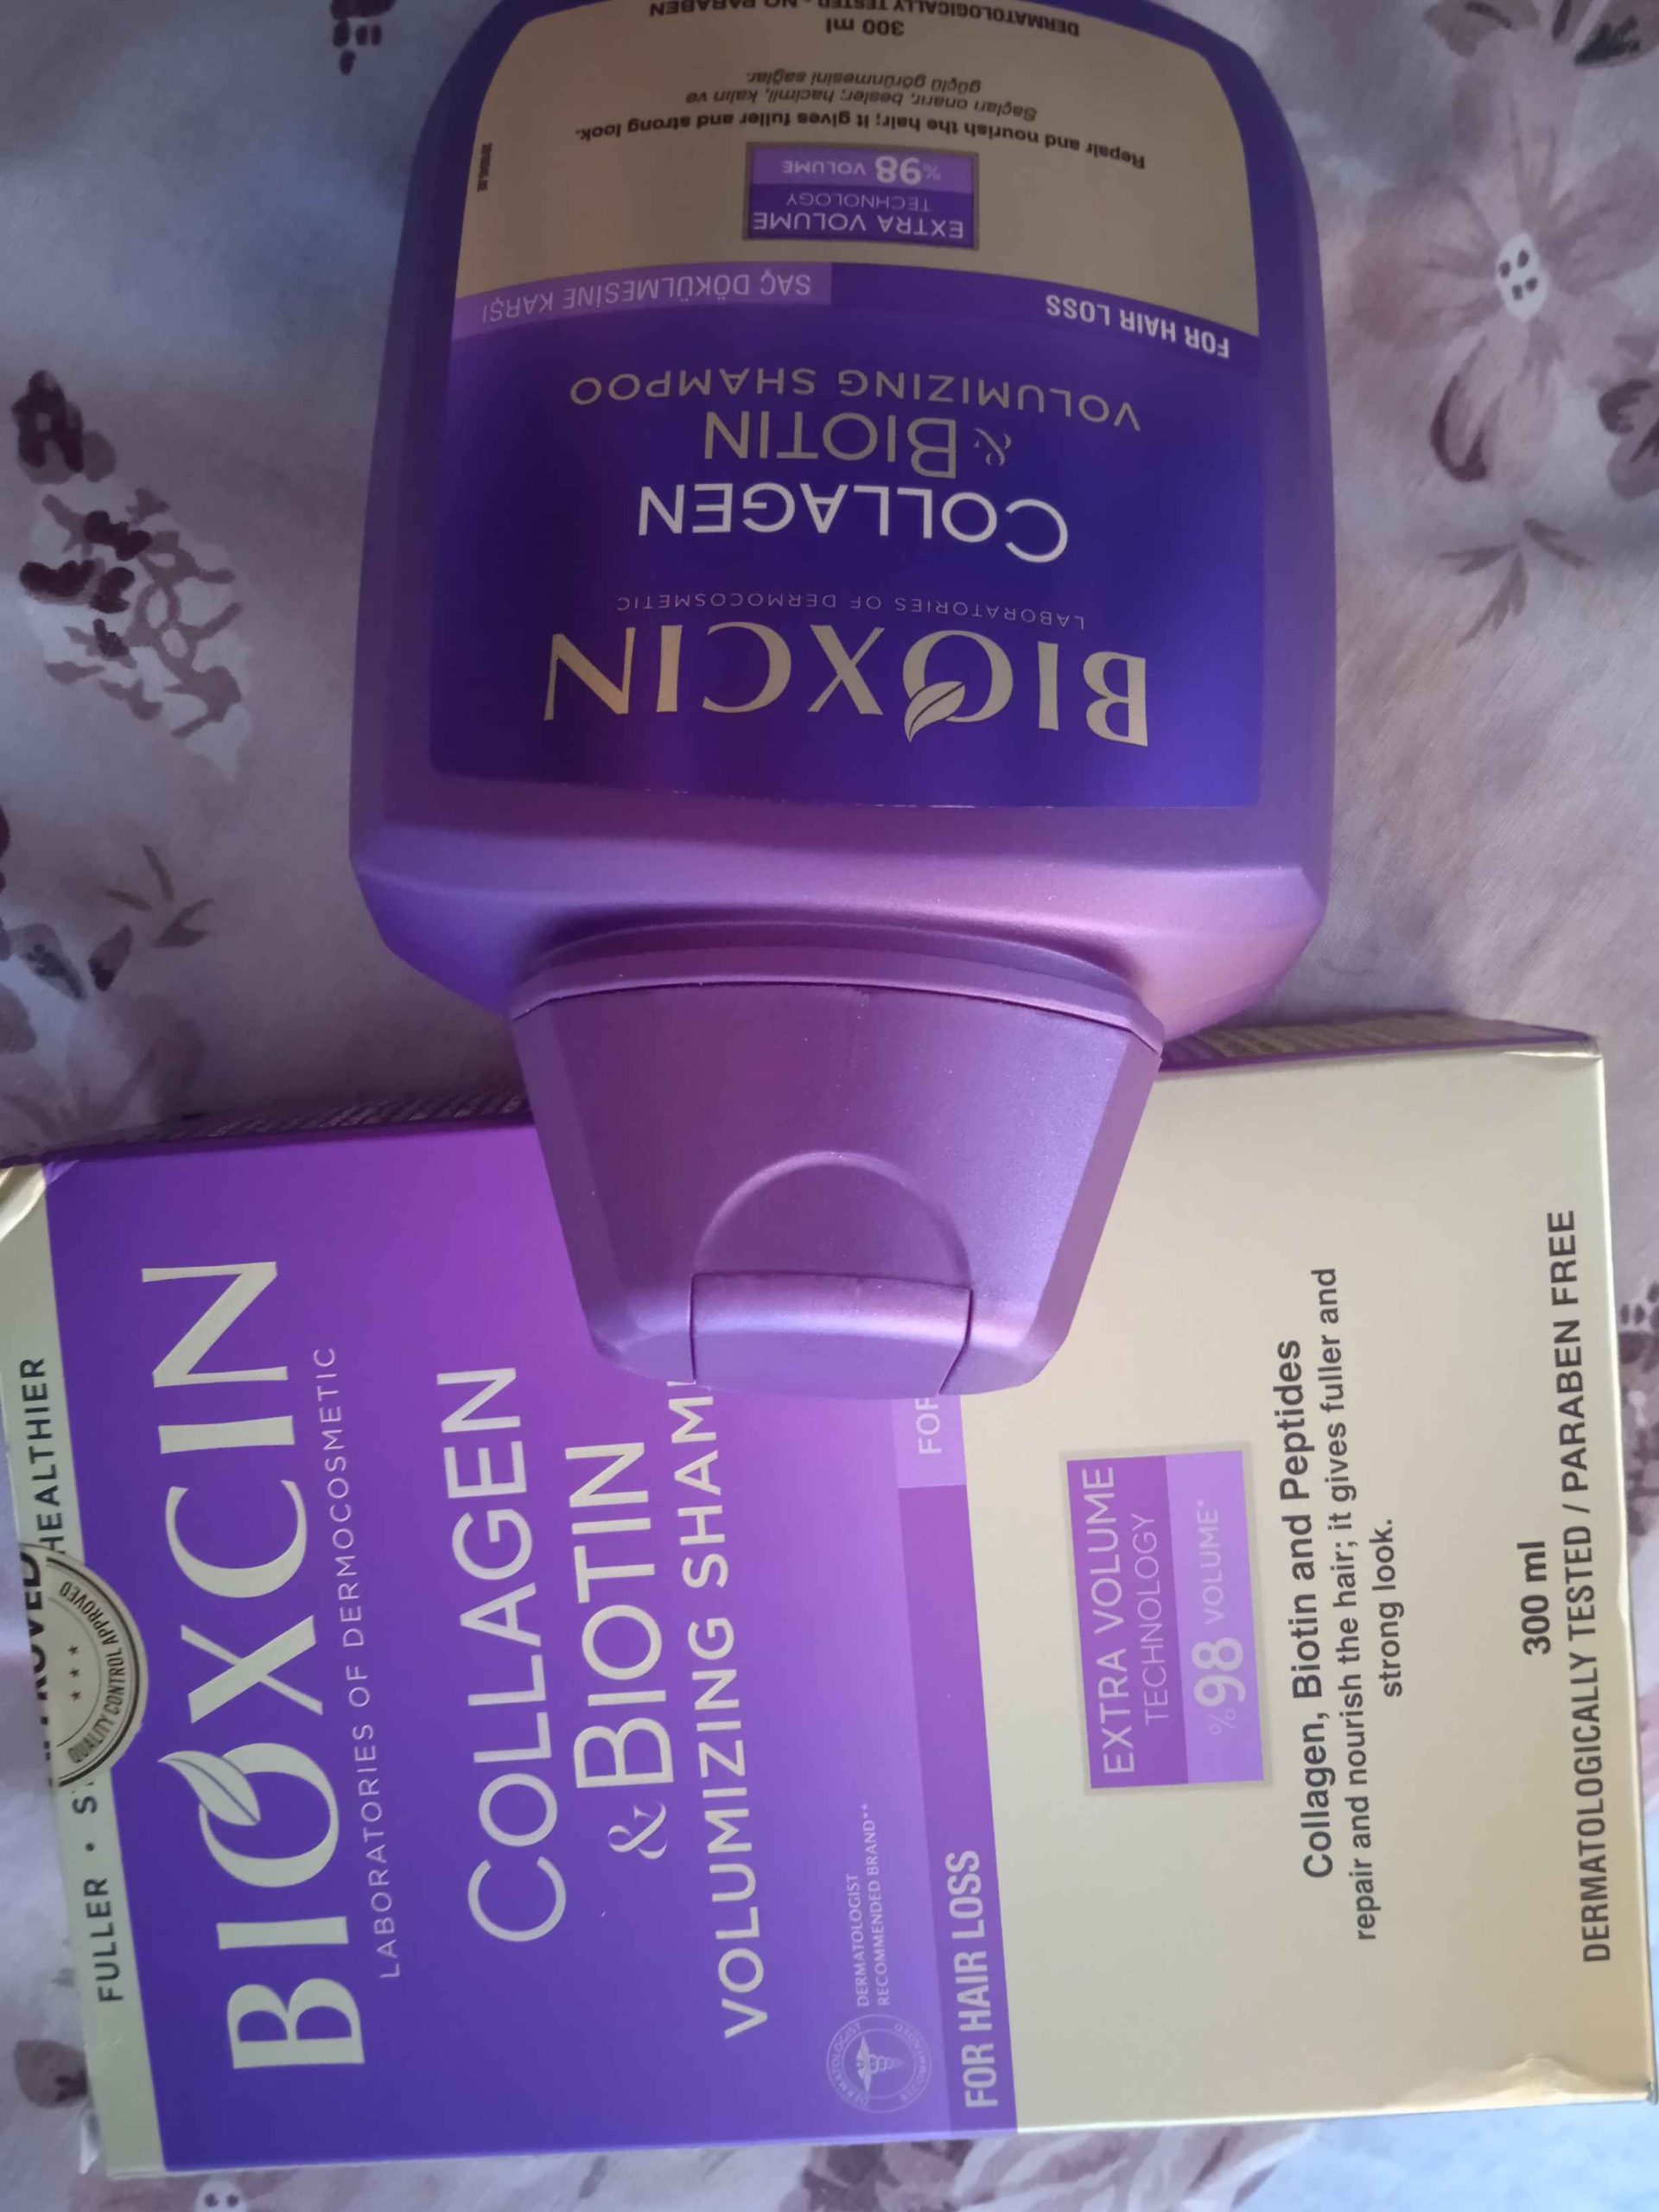 BIOXCIN
LABORATORIES OF DERMOCOSMETIC
COLLAGEN
& BIOTIN
VOLUMIZING SHAMPOO
FOR HAIR LOSS
SAÇ DÖKÜLMESİNE KARŞI
EXTRA VOLUME
TECHNOLOGY
%98 VOLUME
Repair and nourish the hair; it gives fuller and strong look.
Saçları onarır, besler; hacimli, kalın ve
güçlü görünmesini sağlar.
300 ml
DERMATOLOGICALLY TESTED - NO PARABEN
FULLER •
HEALTHIER
QUALITY CONTROL APPROVED
APPROVED
BIOXCIN
LABORATORIES OF DERMOCOSMETIC
COLLAGEN
& BIOTIN
VOLUMIZING SHAM
DERMATOLOGIST
RECOMMENDED
DERMATOLOGIST
RECOMMENDED BRAND**
FOR HAIR LOSS
FOR
EXTRA VOLUME
TECHNOLOGY
%98 VOLUME*
Collagen, Biotin and Peptides
repair and nourish the hair; it gives fuller and
strong look.
300 ml
DERMATOLOGICALLY TESTED / PARABEN FREE